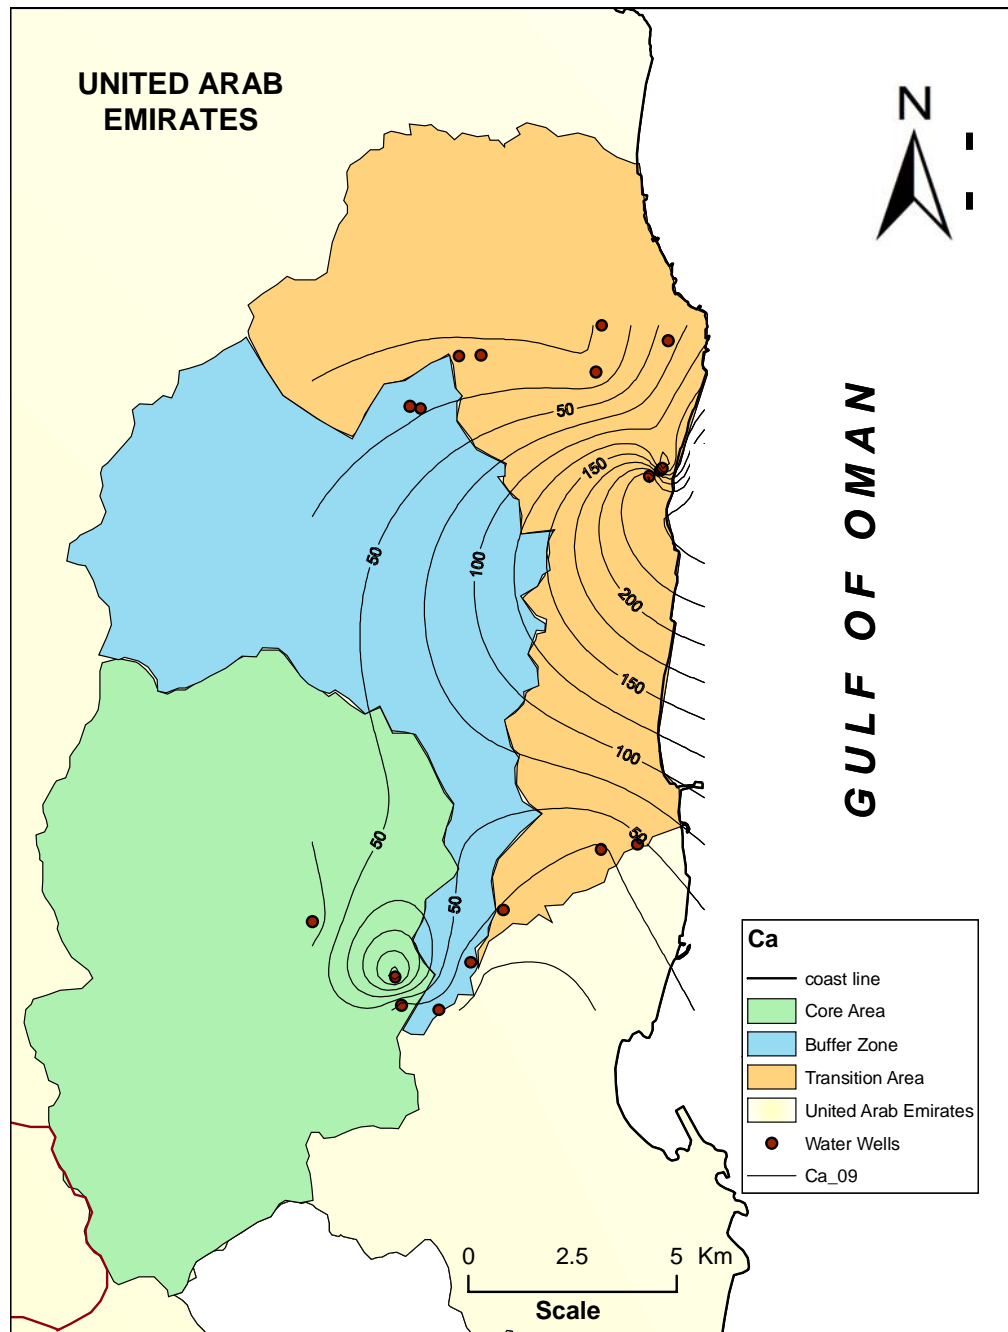 UNITED ARAB
EMIRATES
N
50
150
50
100
200
150
100
50
50
50
GULF OF OMAN
Ca
coast line
Core Area
Buffer Zone
Transition Area
United Arab Emirates
Water Wells
Ca_09
0 2.5 5 Km
Scale